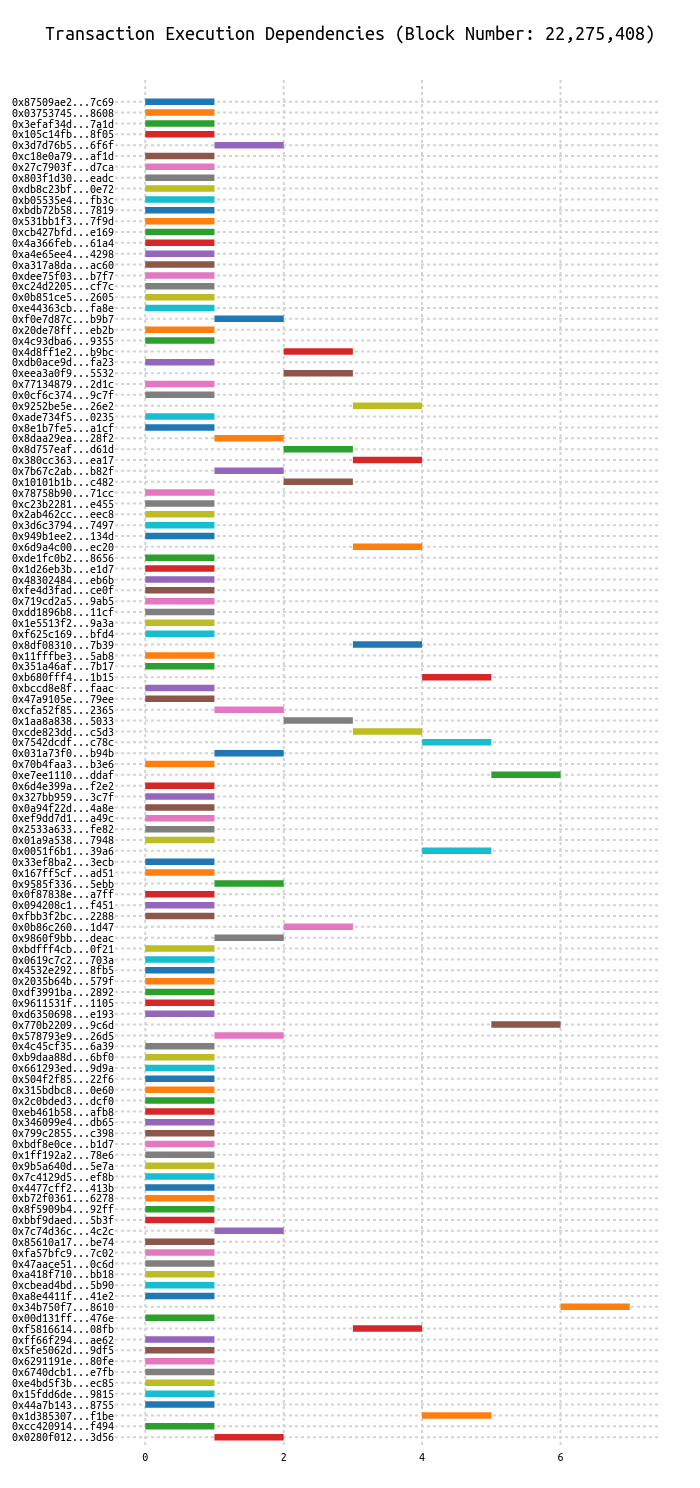 Transaction Execution Dependencies (Block Number: 22,275,408)
0x87509ae2...7c69
0x03753745...8608
0x3efaf34d...7a1d
0x105c14fb...8f05
0x3d7d76b5...6f6f
0xc18e0a79...af1d
0x27c7903f...d7ca
0x803f1d30...eadc
0xdb8c23bf...0e72
0xb05535e4...fb3c
0xbdb72b58...7819
0x531bb1f3...7f9d
0xcb427bfd...e169
0x4a366feb...61a4
0xa4e65ee4...4298
0xa317a8da...ac60
0xdee75f03...b7f7
0xc24d2205...cf7c
0x0b851ce5...2605
0xe44363cb...fa8e
0xf0e7d87c...b9b7
0x20de78ff...eb2b
0x4c93dba6...9355
0x4d8ff1e2...b9bc
0xdb0ace9d...fa23
0xeea3a0f9...5532
0x77134879...2d1c
0x0cf6c374...9c7f
0x9252be5e...26e2
0xade734f5...0235
0x8e1b7fe5...a1cf
0x8daa29ea...28f2
0x8d757eaf...d61d
0x380cc363...ea17
0x7b67c2ab...b82f
0x10101b1b...c482
0x78758b90...71cc
0xc23b2281...e455
0x2ab462cc...eec8
0x3d6c3794...7497
0x949b1ee2...134d
0x6d9a4c00...ec20
0xde1fc0b2...8656
0x1d26eb3b...e1d7
0x48302484...eb6b
0xfe4d3fad...ce0f
0x719cd2a5...9ab5
0xdd1896b8...11cf
0x1e5513f2...9a3a
0xf625c169...bfd4
0x8df08310...7b39
0x11fffbe3...5ab8
0x351a46af...7b17
0xb680fff4...1b15
0xbccd8e8f...faac
0x47a9105e...79ee
0xcfa52f85...2365
0x1aa8a838...5033
0xcde823dd...c5d3
0x7542dcdf...c78c
0x031a73f0...b94b
0x70b4faa3...b3e6
0xe7ee1110...ddaf
0x6d4e399a...f2e2
0x327bb959...3c7f
0x0a94f22d...4a8e
0xef9dd7d1...a49c
0x2533a633...fe82
0x01a9a538...7948
0x0051f6b1...39a6
0x33ef8ba2...3ecb
0x167ff5cf...ad51
0x9585f336...5ebb
0x0f87838e...a7ff
0x094208c1...f451
0xfbb3f2bc...2288
0x0b86c260...1d47
0x9860f9bb...deac
0xbdfff4cb...0f21
0x0619c7c2...703a
0x4532e292...8fb5
0x2035b64b...579f
0xdf3991ba...2892
0x9611531f...1105
0xd6350698...e193
0x770b2209...9c6d
0x578793e9...26d5
0x4c45cf35...6a39
0xb9daa88d...6bf0
0x661293ed...9d9a
0x504f2f85...22f6
0x315bdbc8...0e60
0x2c0bded3...dcf0
0xeb461b58...afb8
0x346099e4...db65
0x799c2855...c398
0xbdf8e0ce...b1d7
0x1ff192a2...78e6
0x9b5a640d...5e7a
0x7c4129d5...ef8b
0x4477cff2...413b
0xb72f0361...6278
0x8f5909b4...92ff
0xbbf9daed...5b3f
0x7c74d36c...4c2c
0x85610a17...be74
0xfa57bfc9...7c02
0x47aace51...0c6d
0xa418f710...bb18
0xcbead4bd...5b90
0xa8e4411f...41e2
0x34b750f7...8610
0x00d131ff...476e
0xf5816614...08fb
0xff66f294...ae62
0x5fe5062d...9df5
0x6291191e...80fe
0x6740dcb1...e7fb
0xe4bd5f3b...ec85
0x15fdd6de...9815
0x44a7b143...8755
0x1d385307...f1be
0xcc420914...f494
0x0280f012...3d56
0 2 4 6